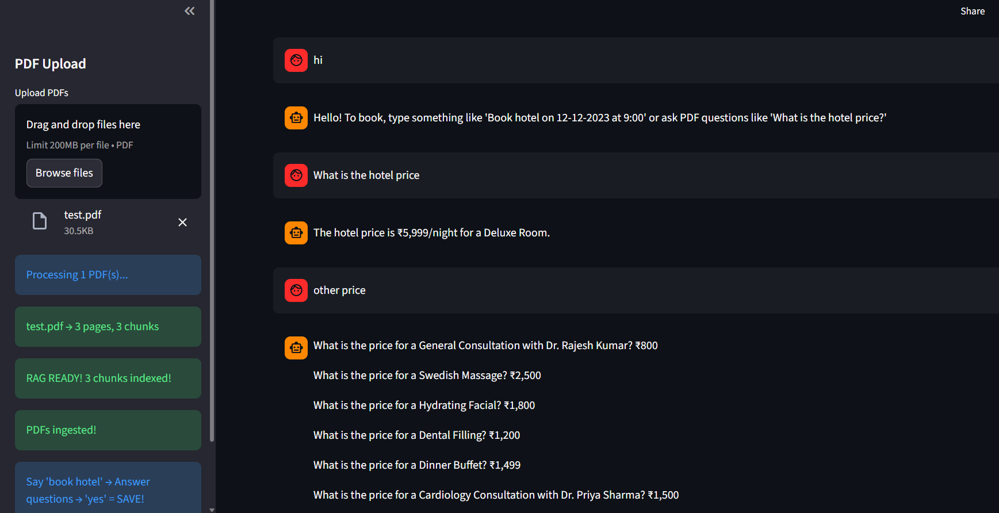 PDF Upload
Upload PDFs
Drag and drop files here
Limit 200MB per file • PDF
Browse files
test.pdf
30.5KB
Processing 1 PDF(s)...
test.pdf → 3 pages, 3 chunks
RAG READY! 3 chunks indexed!
PDFs ingested!
Say 'book hotel' → Answer
questions → 'yes' = SAVE!
Share
hi
Hello! To book, type something like 'Book hotel on 12-12-2023 at 9:00' or ask PDF questions like 'What is the hotel price?'
What is the hotel price
The hotel price is ₹5,999/night for a Deluxe Room.
other price
What is the price for a General Consultation with Dr. Rajesh Kumar? ₹800
What is the price for a Swedish Massage? ₹2,500
What is the price for a Hydrating Facial? ₹1,800
What is the price for a Dental Filling? ₹1,200
What is the price for a Dinner Buffet? ₹1,499
What is the price for a Cardiology Consultation with Dr. Priya Sharma? ₹1,500